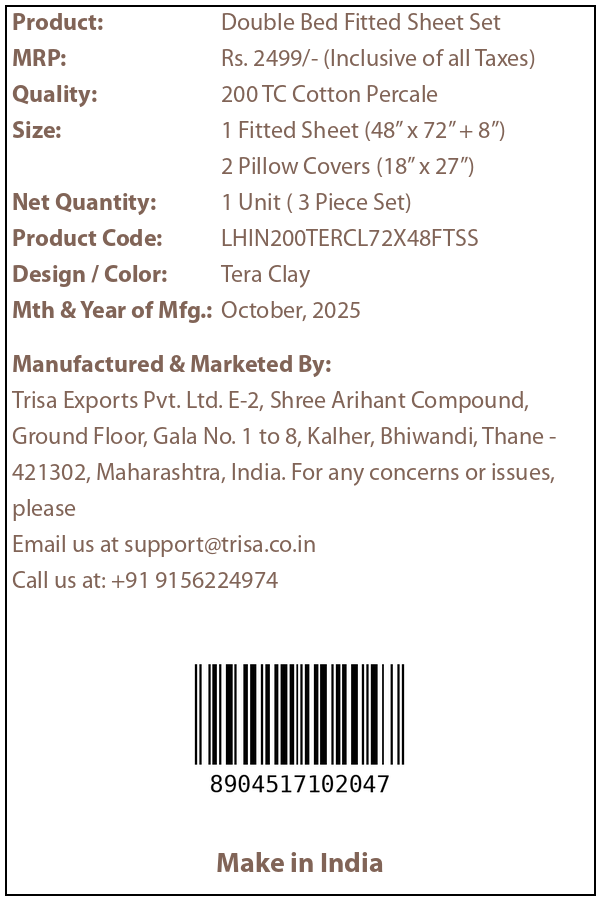 Product: Double Bed Fitted Sheet Set
MRP: Rs. 2499/- (Inclusive of all Taxes)
Quality: 200 TC Cotton Percale
Size: 1 Fitted Sheet (48” x 72” + 8”)
2 Pillow Covers (18” x 27”)
Net Quantity: 1 Unit ( 3 Piece Set)
Product Code: LHIN200TERCL72X48FTSS
Design / Color: Tera Clay
Mth & Year of Mfg.: October, 2025
Manufactured & Marketed By:
Trisa Exports Pvt. Ltd. E-2, Shree Arihant Compound,
Ground Floor, Gala No. 1 to 8, Kalher, Bhiwandi, Thane -
421302, Maharashtra, India. For any concerns or issues,
please
Email us at support@trisa.co.in
Call us at: +91 9156224974
8904517102047
Make in India